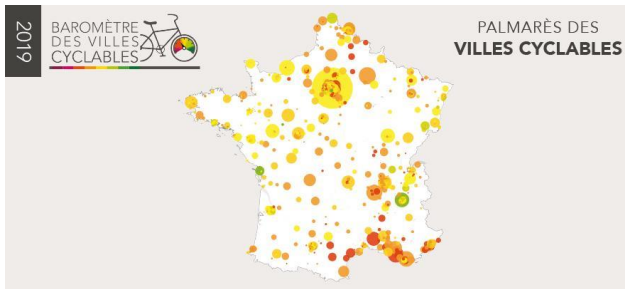 2019
BAROMÈTRE
DES VILLES
CYCLABLES
PALMARÈS DES
VILLES CYCLABLES